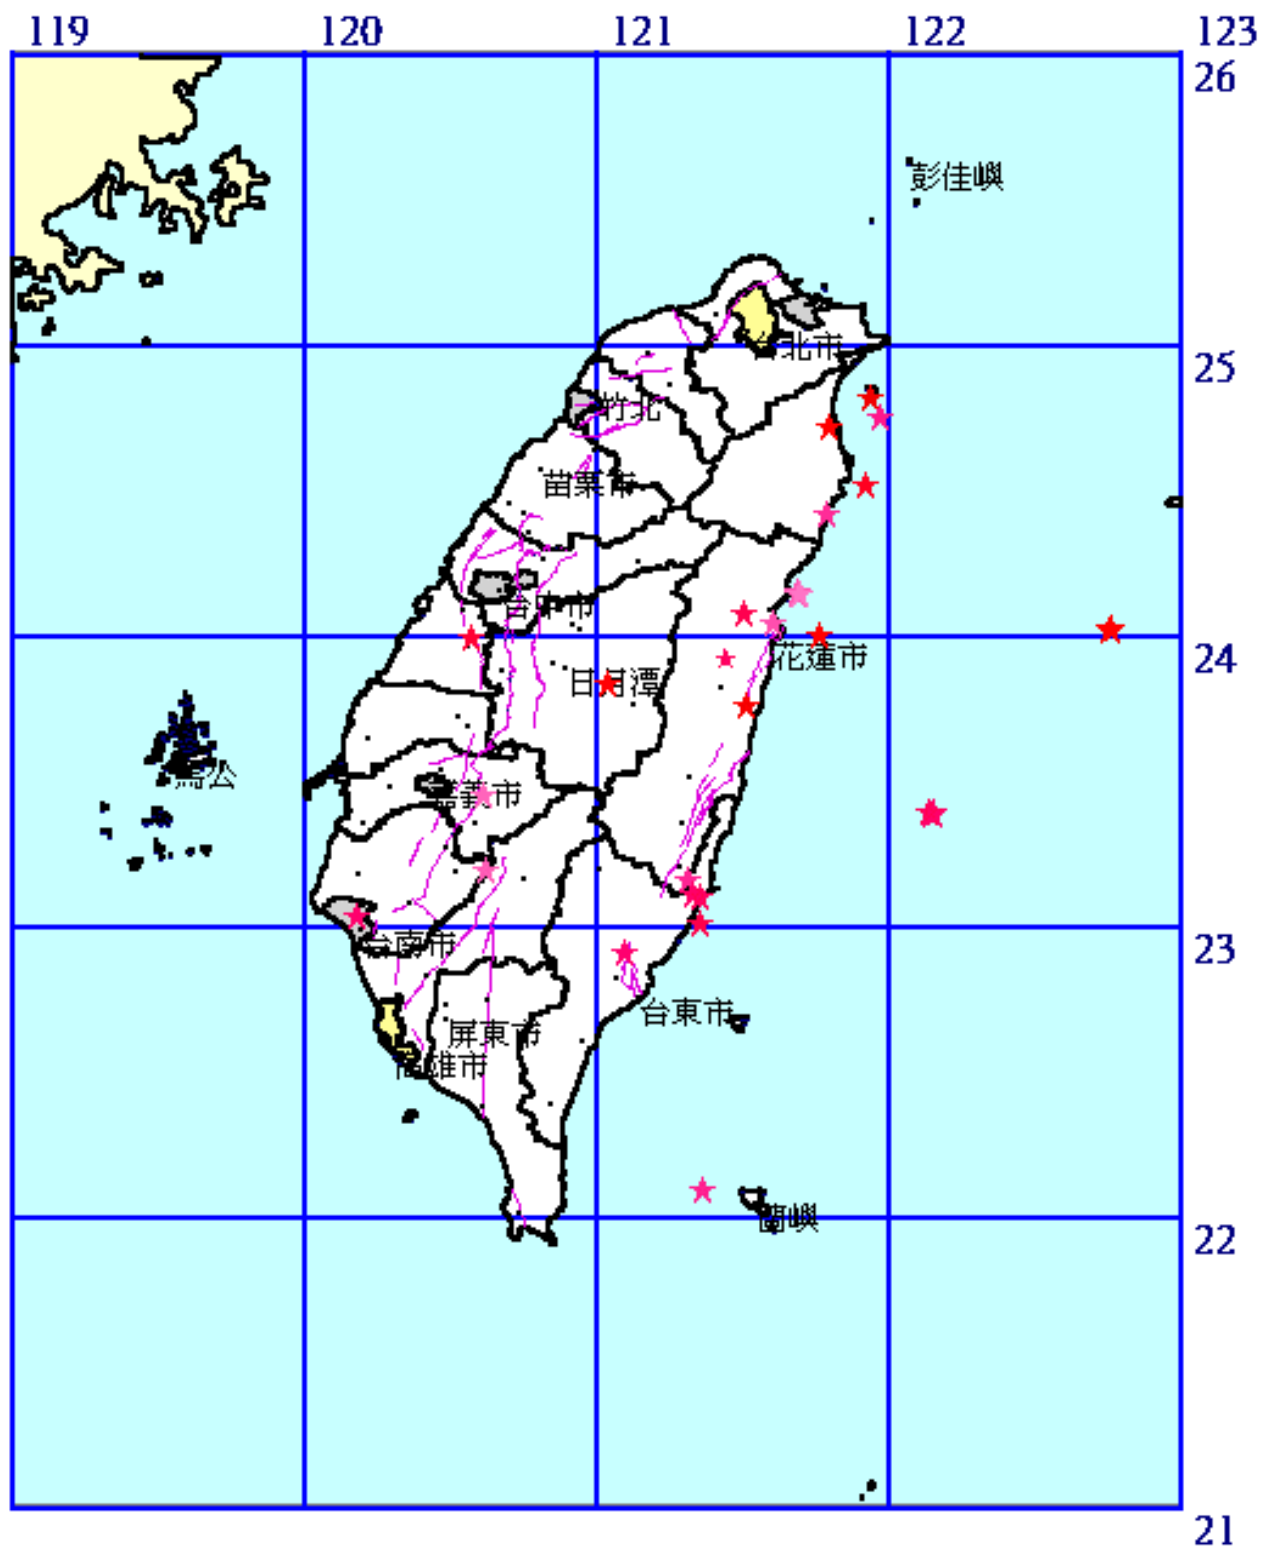 119 120 121 122 123
26
彭佳嶼
台北市
25
竹北
苗栗市
台中市
花蓮市
24
日月潭
馬公
嘉義市
台南市
23
台東市
屏東市
高雄市
蘭嶼
22
21